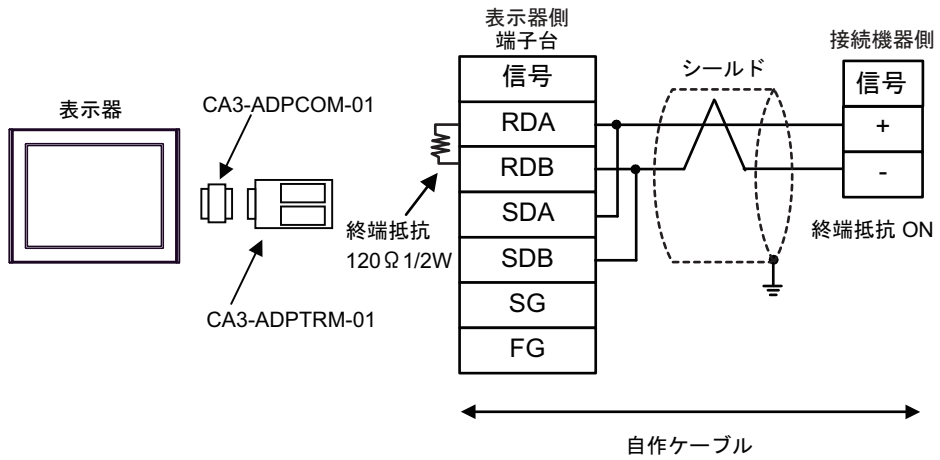 表示器
CA3-ADPCOM-01
CA3-ADPTRM-01
終端抵抗
120Ω 1/2W
表示器側
端子台
信号
RDA
RDB
SDA
SDB
SG
FG
シールド
接続機器側
信号
+
-
終端抵抗 ON
自作ケーブル